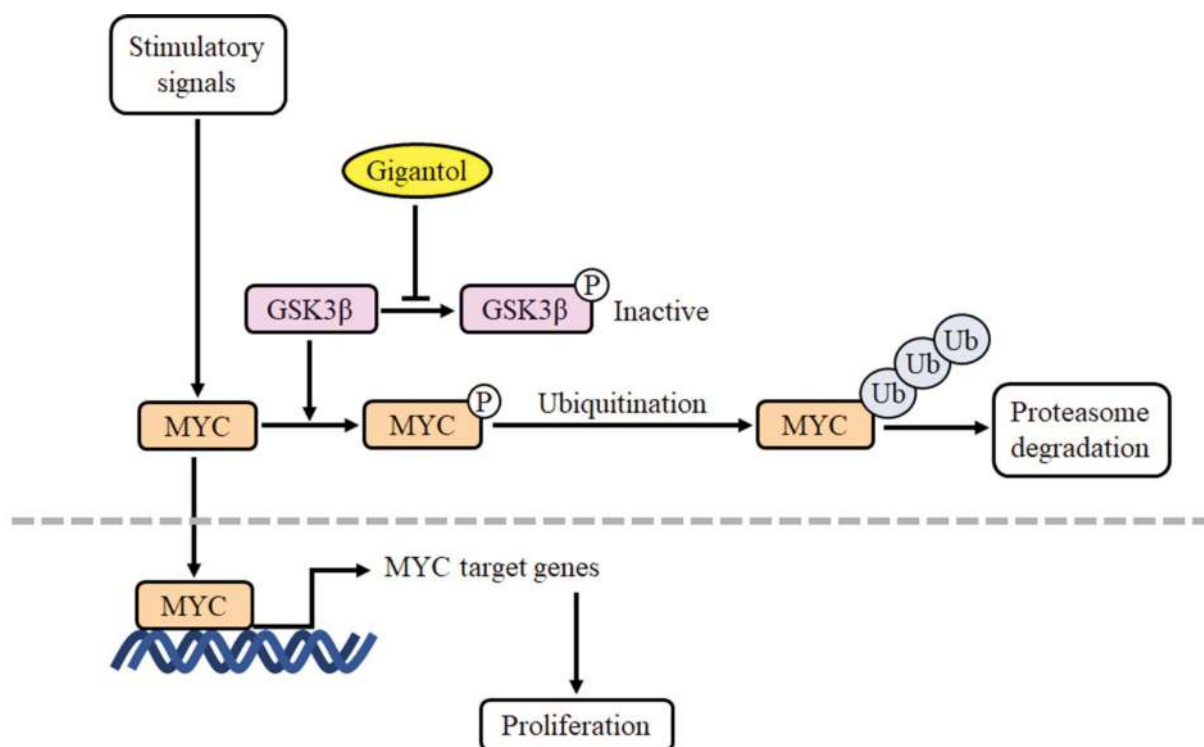 Stimulatory
signals
Gigantol
GSK3β
GSK3β
P
Inactive
MYC
MYC
P
Ubiquitination
MYC
Ub
Ub
Ub
Proteasome
degradation
MYC
MYC target genes
Proliferation